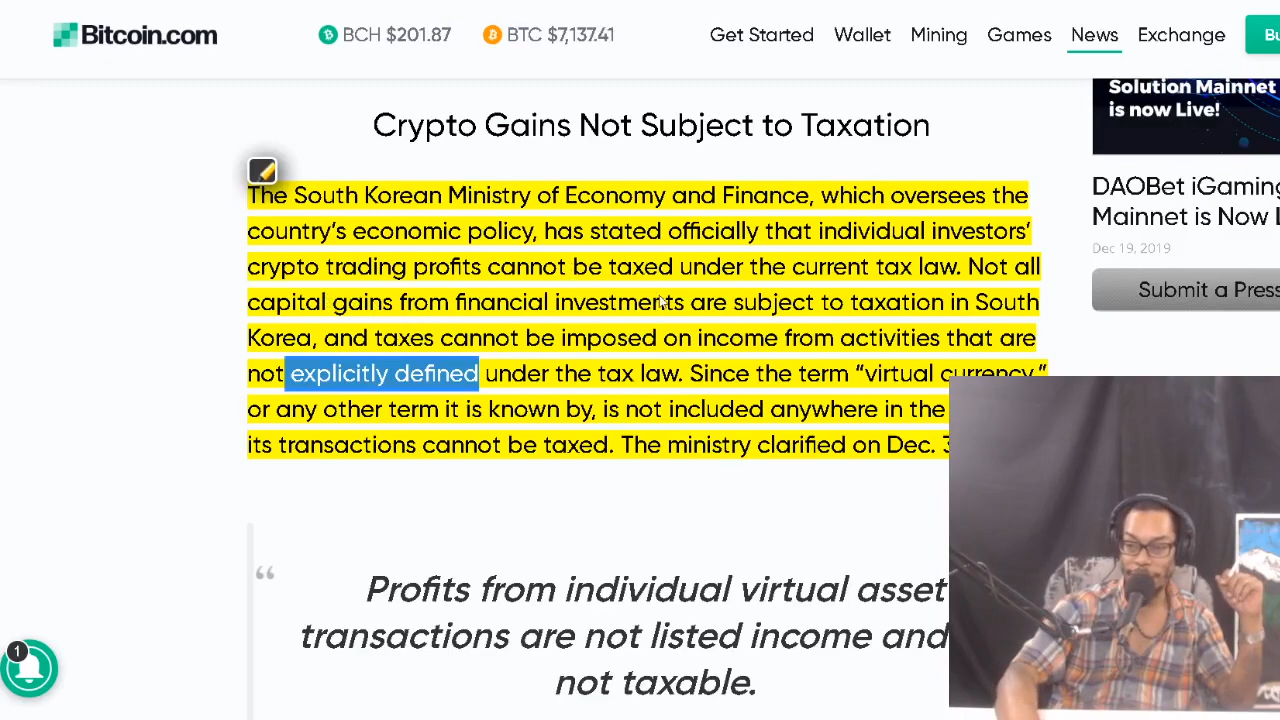 Bitcoin.com
BCH $201.87
BTC $7,137.41
Get Started
Wallet
Mining
Games
News
Exchange
Solution Mainnet
is now Live!
Crypto Gains Not Subject to Taxation
The South Korean Ministry of Economy and Finance, which oversees the
country’s economic policy, has stated officially that individual investors’
crypto trading profits cannot be taxed under the current tax law. Not all
capital gains from financial investments are subject to taxation in South
Korea, and taxes cannot be imposed on income from activities that are
not explicitly defined under the tax law. Since the term “virtual currency,”
or any other term it is known by, is not included anywhere in the
its transactions cannot be taxed. The ministry clarified on Dec.
DAOBet iGaming
Mainnet is Now
Dec 19, 2019
Submit a Press
“
Profits from individual virtual asset
transactions are not listed income and
not taxable.
1